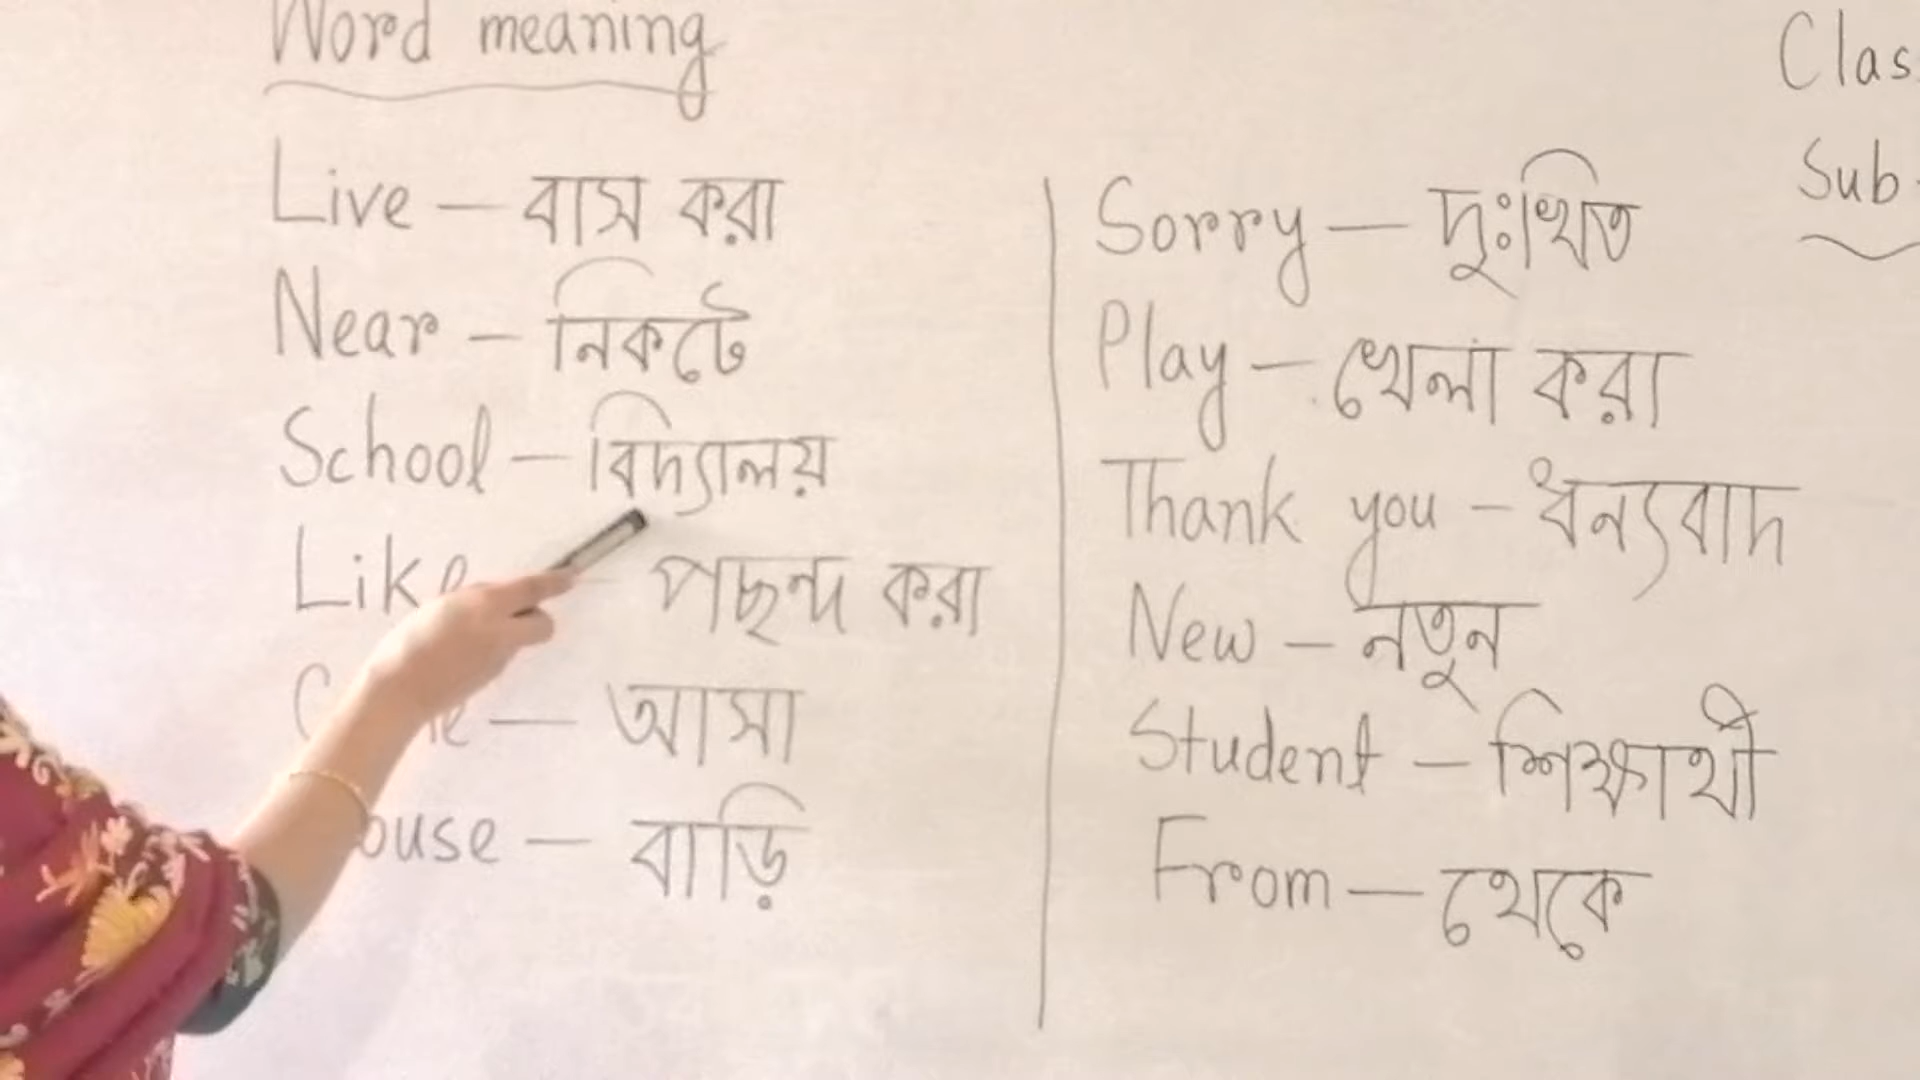 Word meaning
Live — বাস করা
Near — নিকটে
School — বিদ্যালয়
Like — পছন্দ করা
— আসা
ouse — বাড়ি
Sorry — দুঃখিত
Play — খেলা করা
Thank you — ধন্যবাদ
New — নতুন
Student — শিক্ষাথী
From — থেকে
Clas
Sub